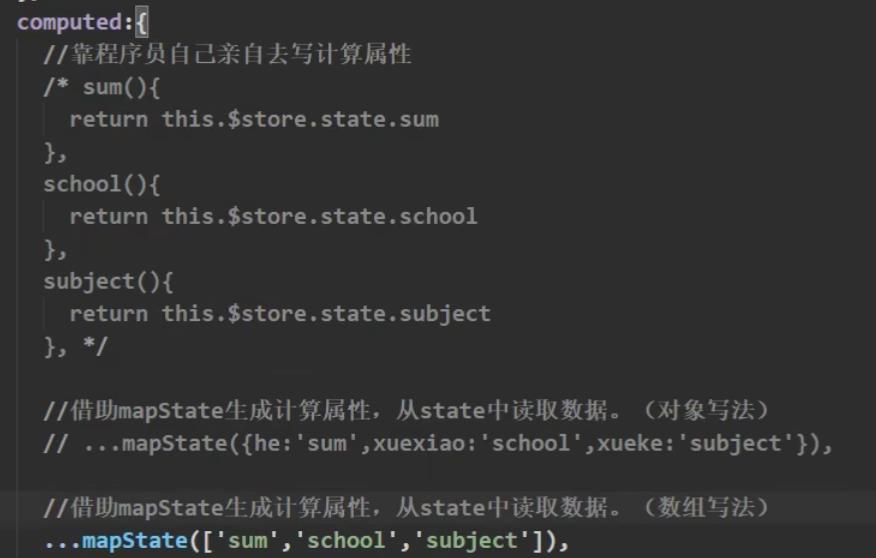 computed:{
//靠程序员自己亲自去写计算属性
/* sum(){
return this.$store.state.sum
},
school(){
return this.$store.state.school
},
subject(){
return this.$store.state.subject
}, */
//借助mapState生成计算属性，从state中读取数据。（对象写法）
// ...mapState({he:'sum',xuexiao:'school',xueke:'subject'}),
//借助mapState生成计算属性，从state中读取数据。（数组写法）
...mapState(['sum','school','subject']),